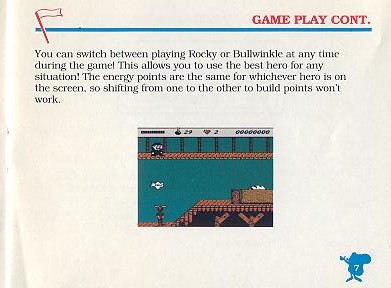 GAME PLAY CONT.
You can switch between playing Rocky or Bullwinkle at any time
during the game! This allows you to use the best hero for any
situation! The energy points are the same for whichever hero is on
the screen, so shifting from one to the other to build points won't
work.
29 2 00000000
7